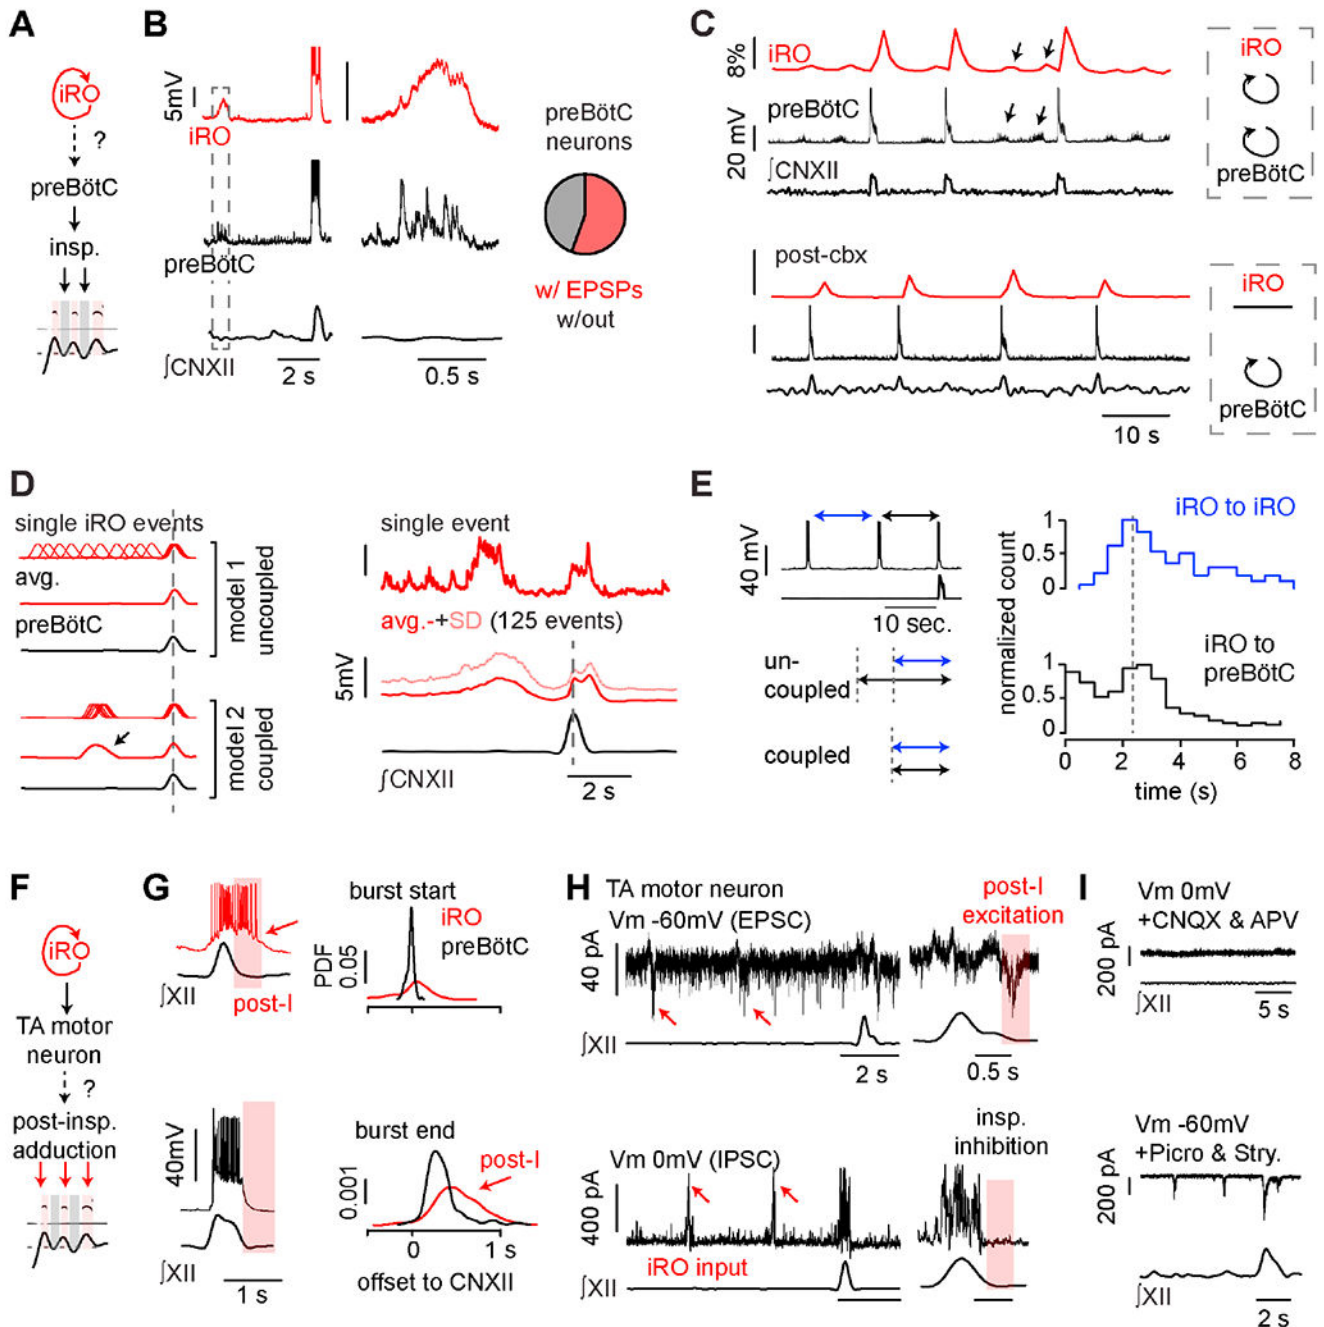 A
iRO
?
preBötC
insp.
B
5mV
iRO
preBötC
∫CNXII
2 s
0.5 s
preBötC
neurons
w/ EPSPs
w/out
C
8%
iRO
preBötC
20 mV
∫CNXII
iRO
preBötC
post-cbx
10 s
iRO
preBötC
D
single iRO events
avg.
preBötC
model 1
uncoupled
model 2
coupled
single event
avg.-+SD (125 events)
5mV
∫CNXII
2 s
E
40 mV
10 sec.
un-
coupled
coupled
normalized count
iRO to iRO
1
0.5
0
iRO to
preBötC
1
0.5
0
0 2 4 6 8
time (s)
F
iRO
TA motor
neuron
?
post-insp.
adduction
G
∫XII
post-I
burst start
iRO
preBötC
PDF
0.05
40mV
∫XII
1 s
burst end
post-I
0.001
0 1 s
offset to CNXII
H
TA motor neuron
Vm -60mV (EPSC)
post-I
excitation
40 pA
∫XII
2 s
0.5 s
Vm 0mV (IPSC)
insp.
inhibition
400 pA
iRO input
∫XII
I
Vm 0mV
+CNQX & APV
200 pA
∫XII
5 s
Vm -60mV
+Picro & Stry.
200 pA
∫XII
2 s